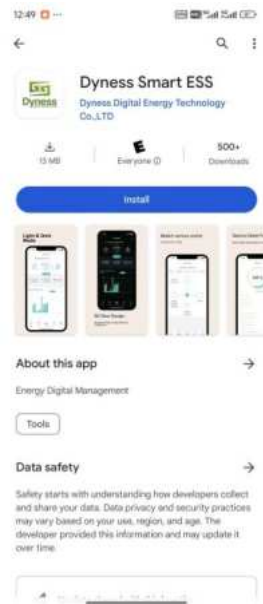 12:49
Dyness
Dyness Smart ESS
Dyness Digital Energy Technology
Co.,LTD
15 MB
Everyone
500+
Downloads
Install
Light & Dark
Mode
About this app
Energy Digital Management
Tools
Data safety
Safety starts with understanding how developers collect
and share your data. Data privacy and security practices
may vary based on your use, region, and age. The
developer provided this information and may update it
over time.